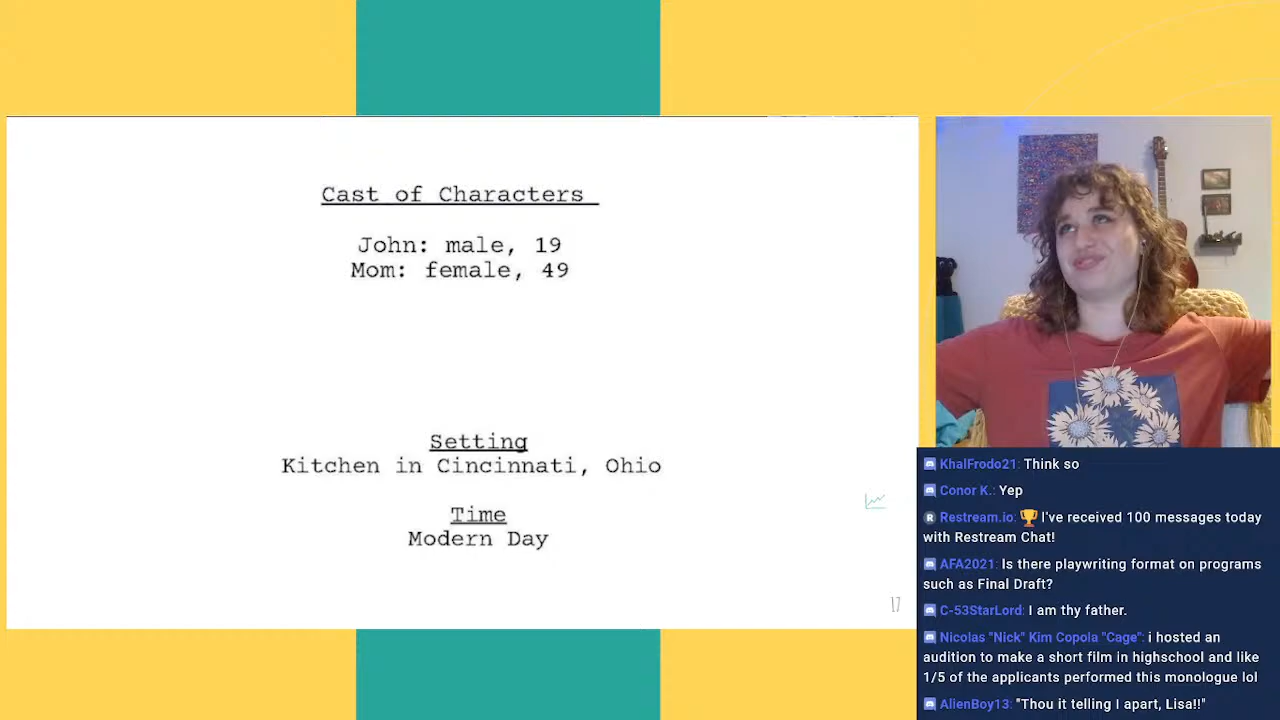 Cast of Characters
John: male, 19
Mom: female, 49
Setting
Kitchen in Cincinnati, Ohio
Time
Modern Day
17
KhalFrodo21: Think so
Conor K.: Yep
Restream.io: 🏆 I've received 100 messages today
with Restream Chat!
AFA2021: Is there playwriting format on programs
such as Final Draft?
C-53StarLord: I am thy father.
Nicolas "Nick" Kim Copola "Cage": i hosted an
audition to make a short film in highschool and like
1/5 of the applicants performed this monologue lol
AlienBoy13: "Thou it telling I apart, Lisa!!"